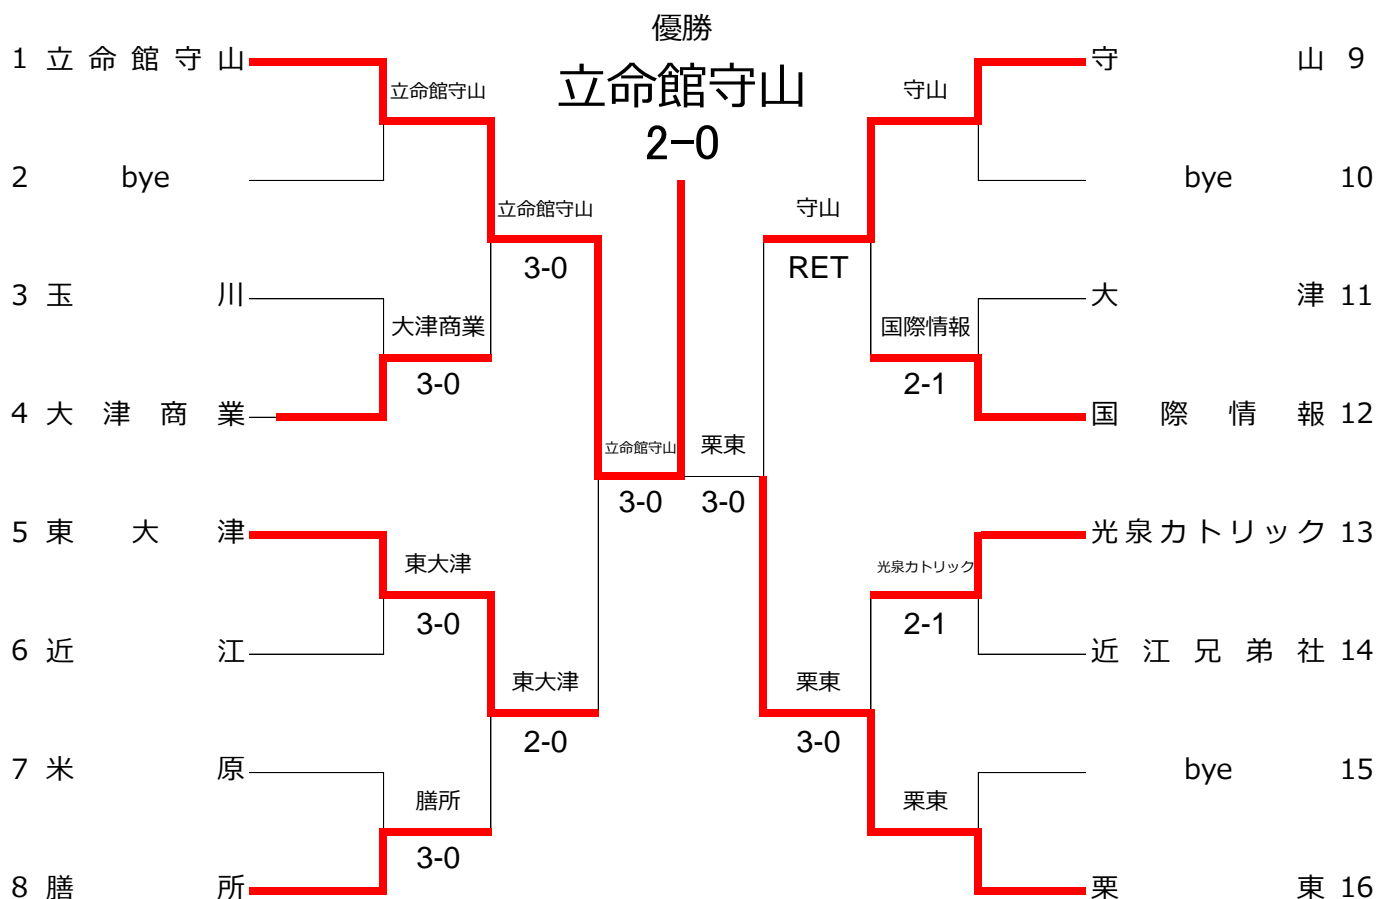 優勝
立命館守山
2-0
1 立命館守山
2 bye
3 玉川
4 大津商業
5 東大津
6 近江
7 米原
8 膳所
立命館守山
大津商業
3-0
東大津
3-0
膳所
3-0
立命館守山
3-0
東大津
2-0
立命館守山
3-0
栗東
3-0
守山
RET
栗東
3-0
守山
国際情報
2-1
光泉カトリック
2-1
栗東
守山 9
bye 10
大津 11
国際情報 12
光泉カトリック 13
近江兄弟社 14
bye 15
栗東 16